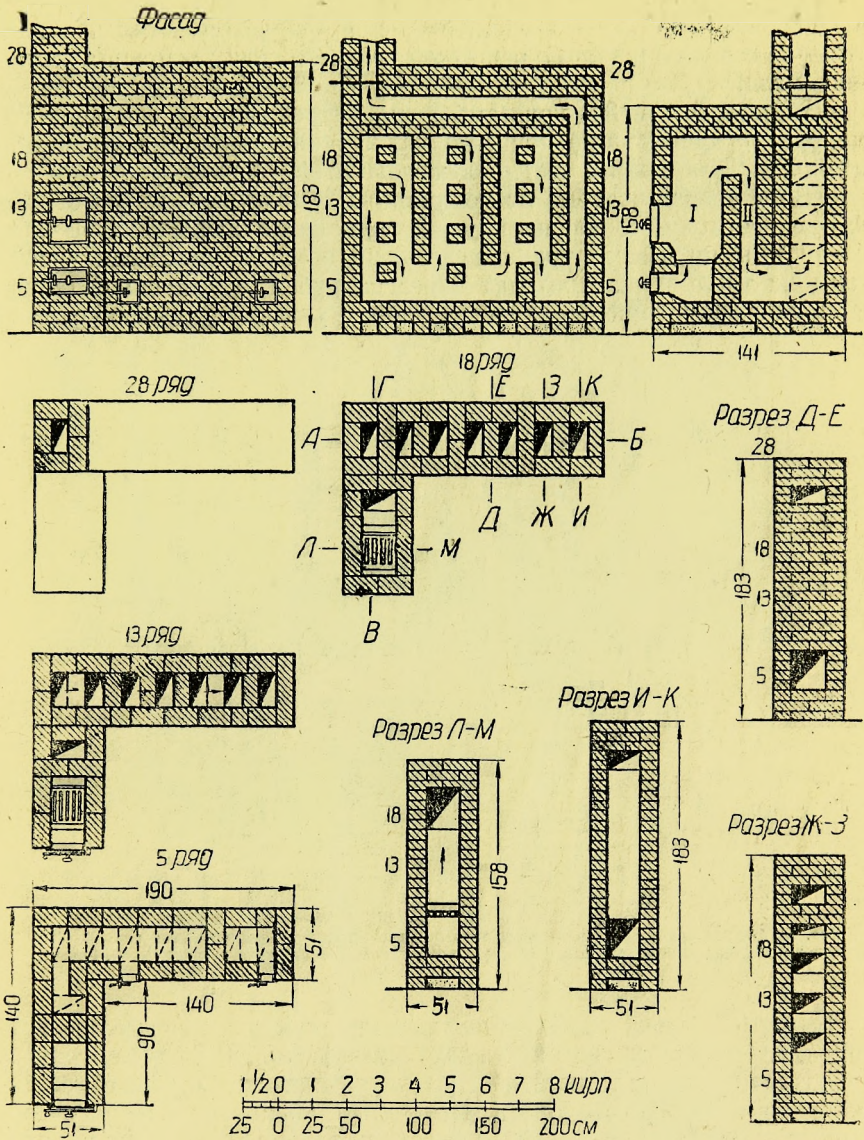 Фасад
28
18
13
5
183
28
18
13
5
28
18
13
5
I
II
158
141
28 ряд
18 ряд
Г
Е
З
К
А
Б
Д
Ж
И
Л
М
В
Разрез Д-Е
28
18
13
5
183
13 ряд
Разрез Л-М
18
13
5
158
51
Разрез И-К
183
51
Разрез Ж-З
18
13
5
5 ряд
190
140
51
140
90
51
1 1/2 0 1 2 3 4 5 6 7 8 кирп
25 0 25 50 100 150 200 см